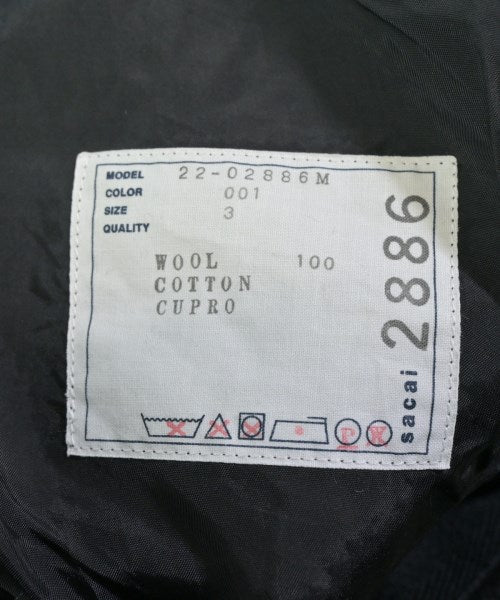 MODEL 22-02886M
COLOR 001
SIZE 3
QUALITY
WOOL 100
COTTON
CUPRO
sacai 2886
P W